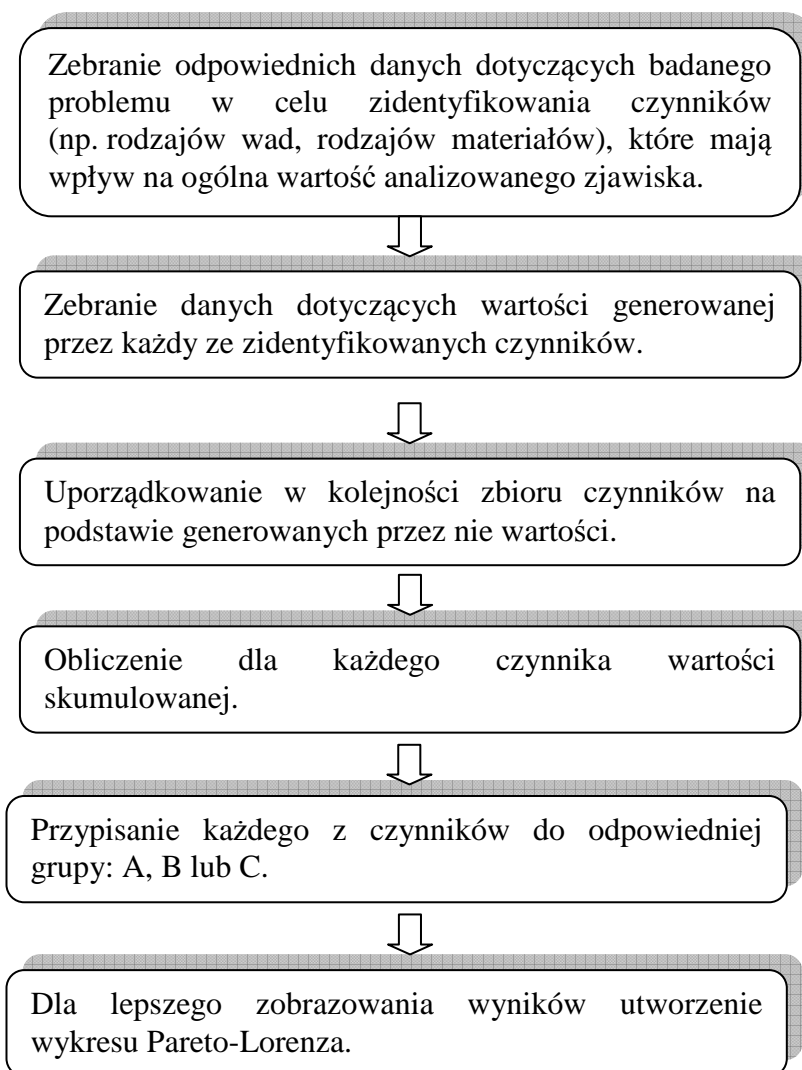 Zebranie odpowiednich danych dotyczących badanego
problemu w celu zidentyfikowania czynników
(np. rodzajów wad, rodzajów materiałów), które mają
wpływ na ogólna wartość analizowanego zjawiska.
Zebranie danych dotyczących wartości generowanej
przez każdy ze zidentyfikowanych czynników.
Uporządkowanie w kolejności zbioru czynników na
podstawie generowanych przez nie wartości.
Obliczenie dla każdego czynnika wartości
skumulowanej.
Przypisanie każdego z czynników do odpowiedniej
grupy: A, B lub C.
Dla lepszego zobrazowania wyników utworzenie
wykresu Pareto-Lorenza.